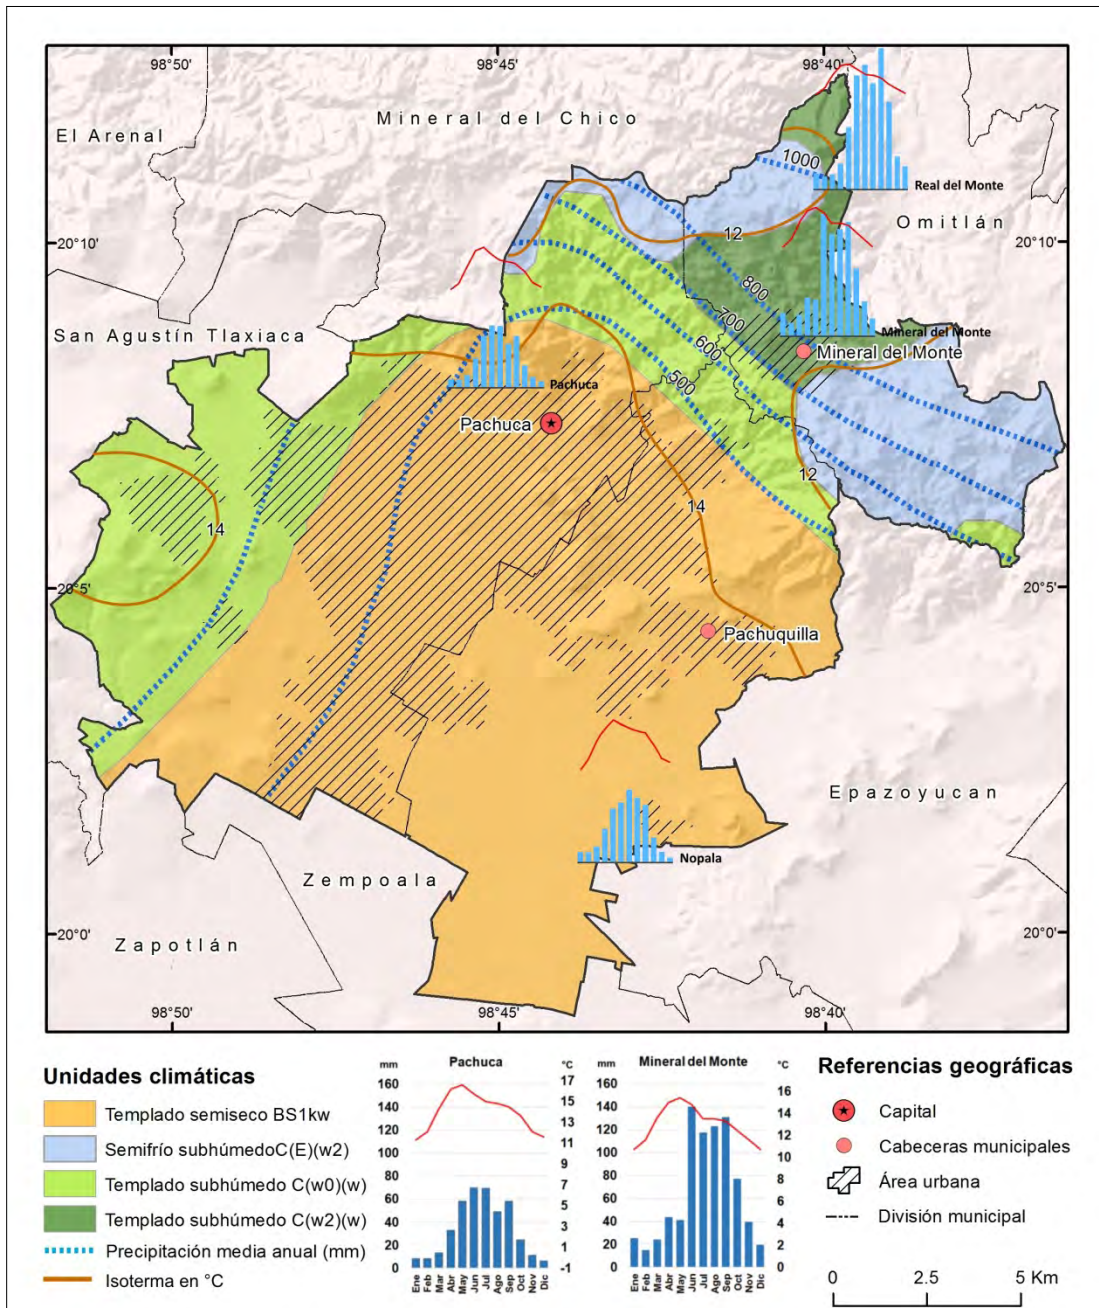 98°50'
98°45'
98°40'
El Arenal
Mineral del Chico
1000
Real del Monte
Omitlán
20°10'
12
20°10'
800
San Agustín Tlaxiaca
700
Mineral del Monte
Mineral del Monte
600
500
Pachuca
Pachuca
12
14
14
20°5'
20°5'
Pachuquilla
Epazoyucan
Nopala
Zempoala
20°0'
Zapotlán
20°0'
98°50'
98°45'
98°40'
Unidades climáticas
Templado semiseco BS1kw
Semifrío subhúmedoC(E)(w2)
Templado subhúmedo C(w0)(w)
Templado subhúmedo C(w2)(w)
Precipitación media anual (mm)
Isoterma en °C
mm
Pachuca
°C
160
140
120
100
80
60
40
20
0
17
15
13
11
9
7
5
3
1
-1
Ene
Feb
Mar
Abr
May
Jun
Jul
Ago
Sep
Oct
Nov
Dic
mm
Mineral del Monte
°C
160
140
120
100
80
60
40
20
0
16
14
12
10
8
6
4
2
0
Ene
Feb
Mar
Abr
May
Jun
Jul
Ago
Sep
Oct
Nov
Dic
Referencias geográficas
Capital
Cabeceras municipales
Área urbana
División municipal
0 2.5 5 Km